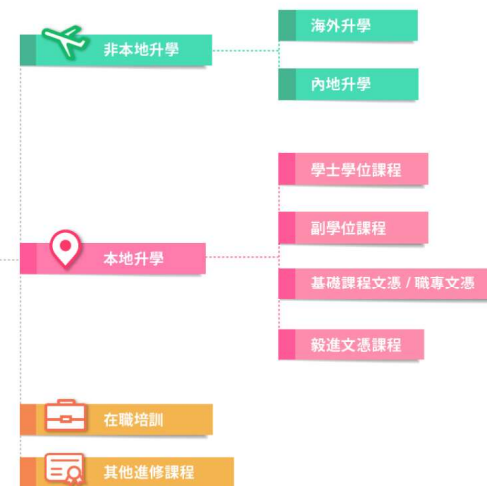 非本地升學
海外升學
內地升學
本地升學
學士學位課程
副學位課程
基礎課程文憑 / 職專文憑
毅進文憑課程
在職培訓
其他進修課程